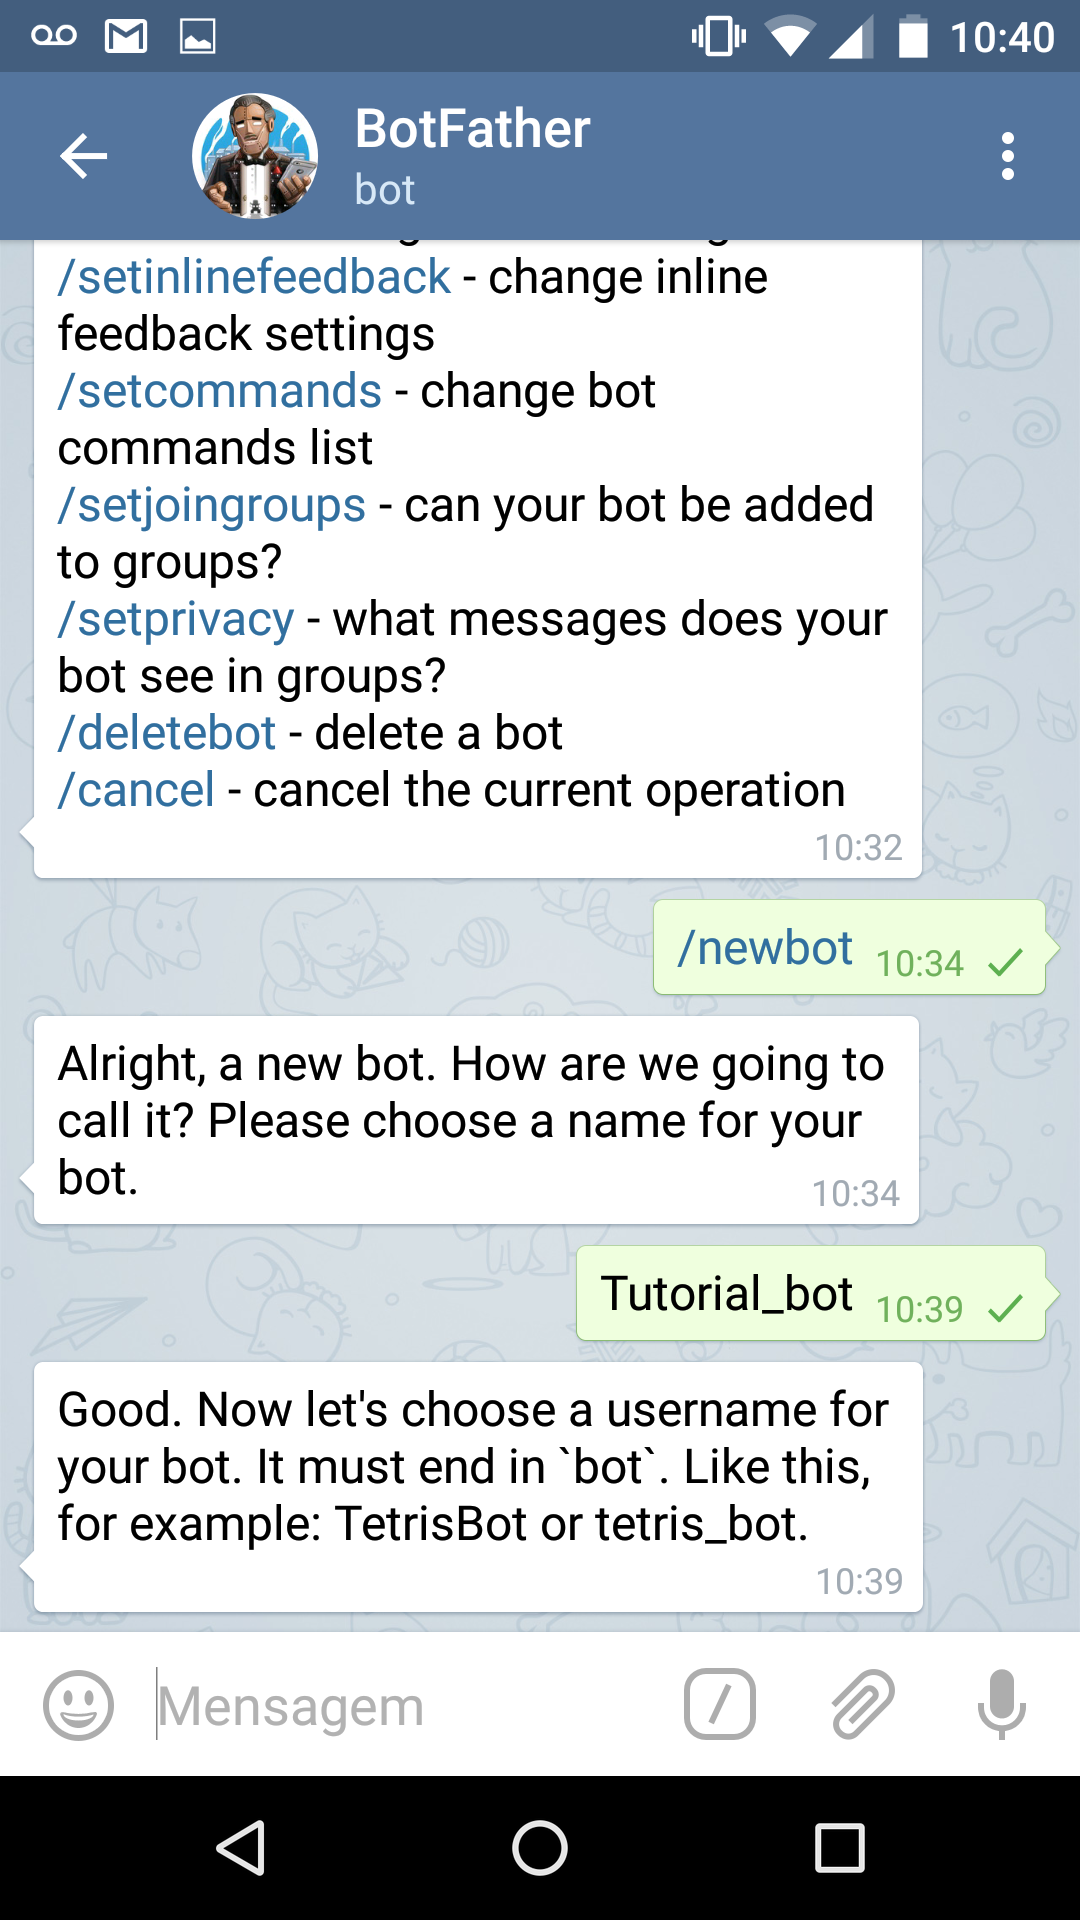 10:40
BotFather
bot
/setinlinefeedback - change inline
feedback settings
/setcommands - change bot
commands list
/setjoingroups - can your bot be added
to groups?
/setprivacy - what messages does your
bot see in groups?
/deletebot - delete a bot
/cancel - cancel the current operation
10:32
/newbot 10:34
Alright, a new bot. How are we going to
call it? Please choose a name for your
bot.
10:34
Tutorial_bot 10:39
Good. Now let's choose a username for
your bot. It must end in `bot`. Like this,
for example: TetrisBot or tetris_bot.
10:39
Mensagem